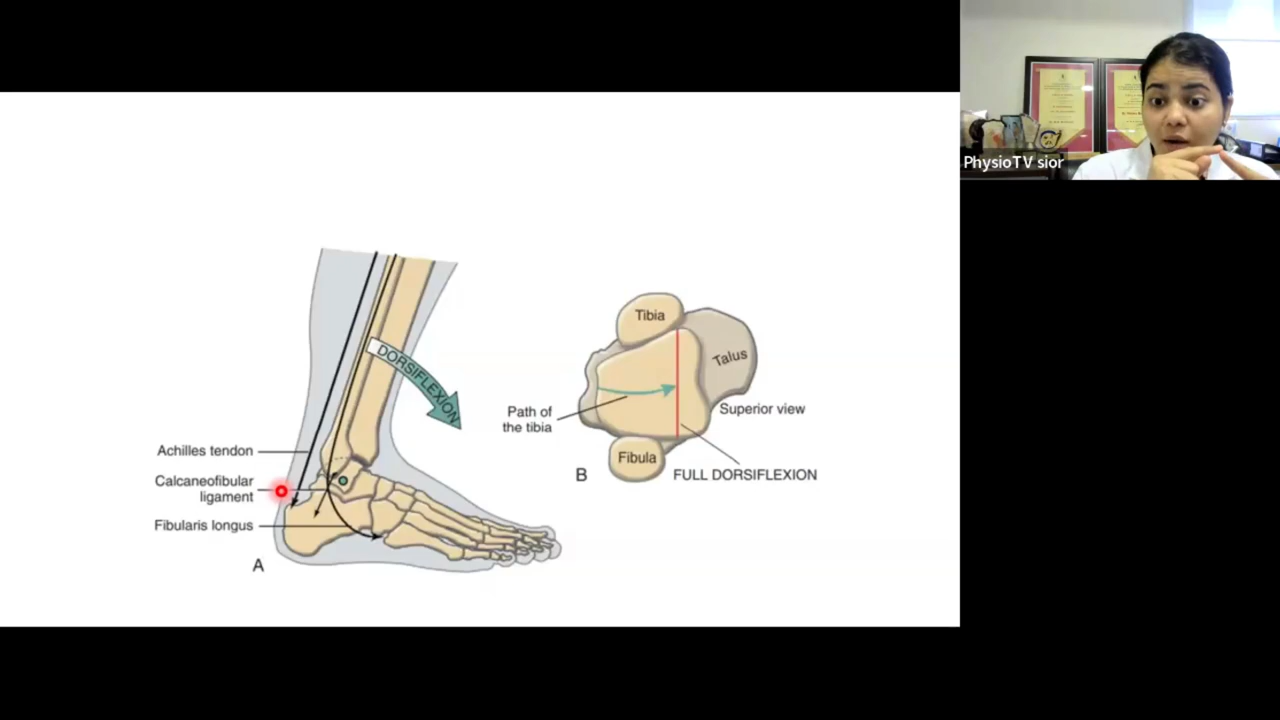 PhysioTV sior
DORSIFLEXION
Achilles tendon
Calcaneofibular
ligament
Fibularis longus
A
Tibia
Talus
Path of
the tibia
Superior view
Fibula
B
FULL DORSIFLEXION